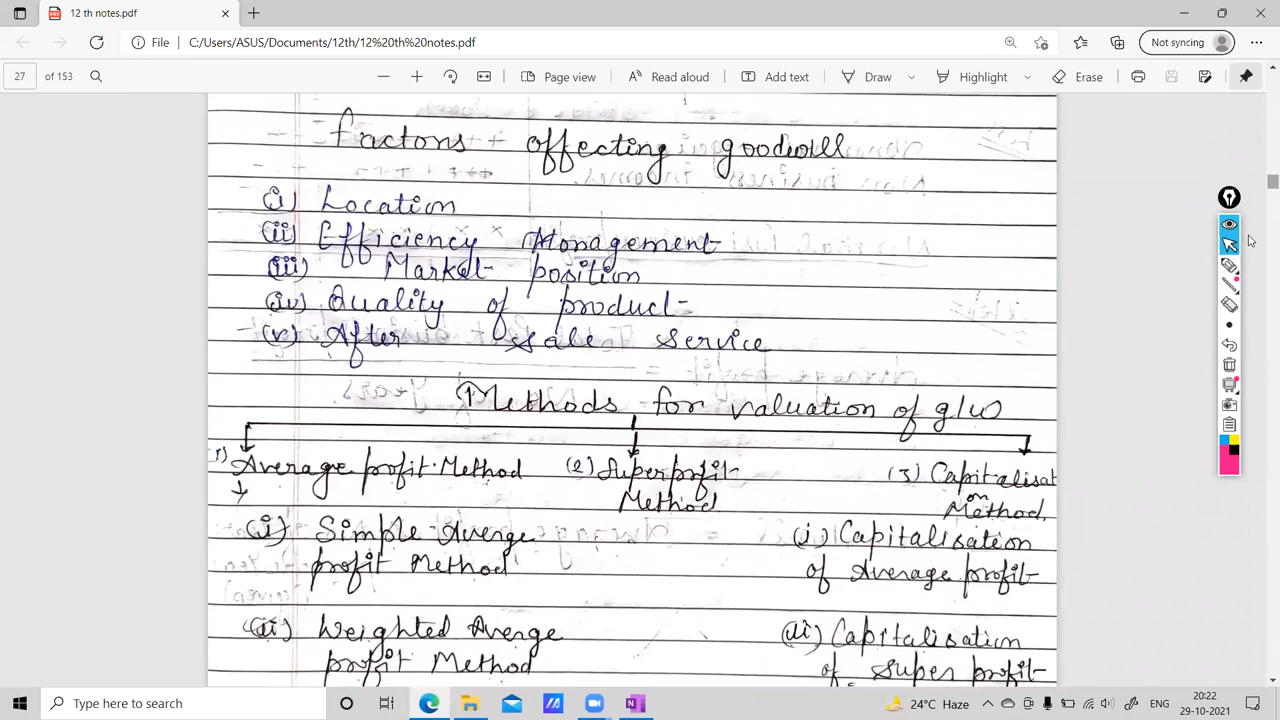 12 th notes.pdf
File C:/Users/ASUS/Documents/12th/12%20th%20notes.pdf Not syncing
27 of 153 Page view Read aloud Add text Draw Highlight Erase
factors affecting goodwill
(i) Location
(ii) Efficiency Management
(iii) Market position
(iv) Quality of product
(v) After sale service
Methods for valuation of g/w
1) Average profit Method (2) Super profit Method (3) Capitalisation Method
(i) Simple Averge profit Method
(i) Capitalisation of Average profit
(ii) Weighted Averge profit Method
(ii) Capitalisation of super profit
Type here to search 24°C Haze ENG 20:22
29-10-2021